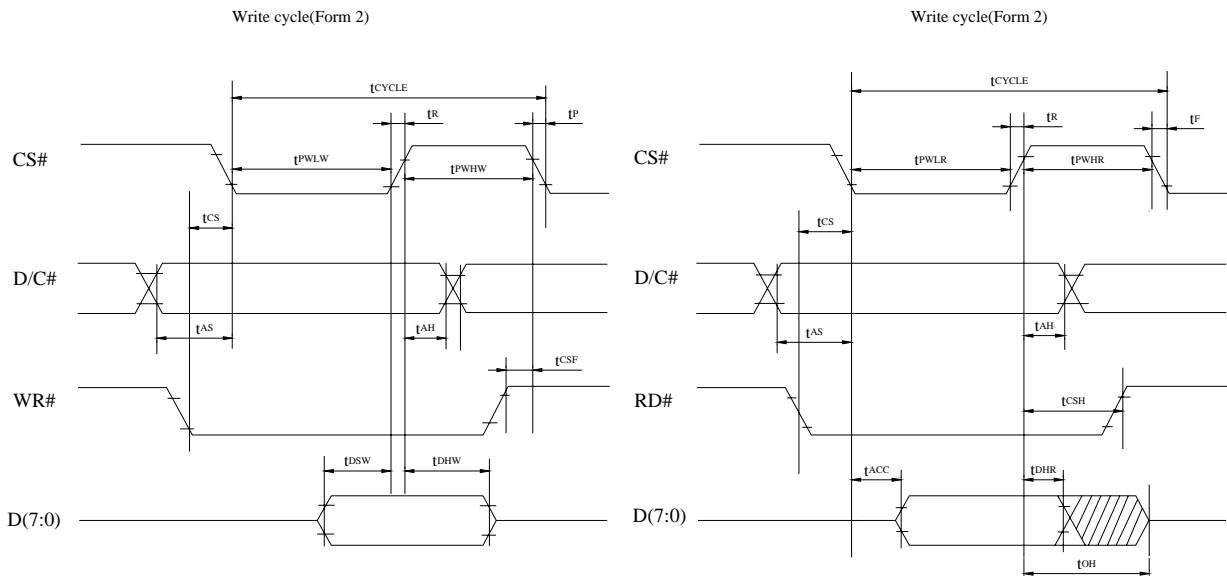 Write cycle(Form 2)
tCYCLE
tR
tP
CS#
tPWLW
tPWHW
tCS
D/C#
tAS
tAH
tCSF
WR#
tDSW
tDHW
D(7:0)
Write cycle(Form 2)
tCYCLE
tR
tF
CS#
tPWLR
tPWHR
tCS
D/C#
tAS
tAH
RD#
tCSH
tACC
tDHR
D(7:0)
tOH